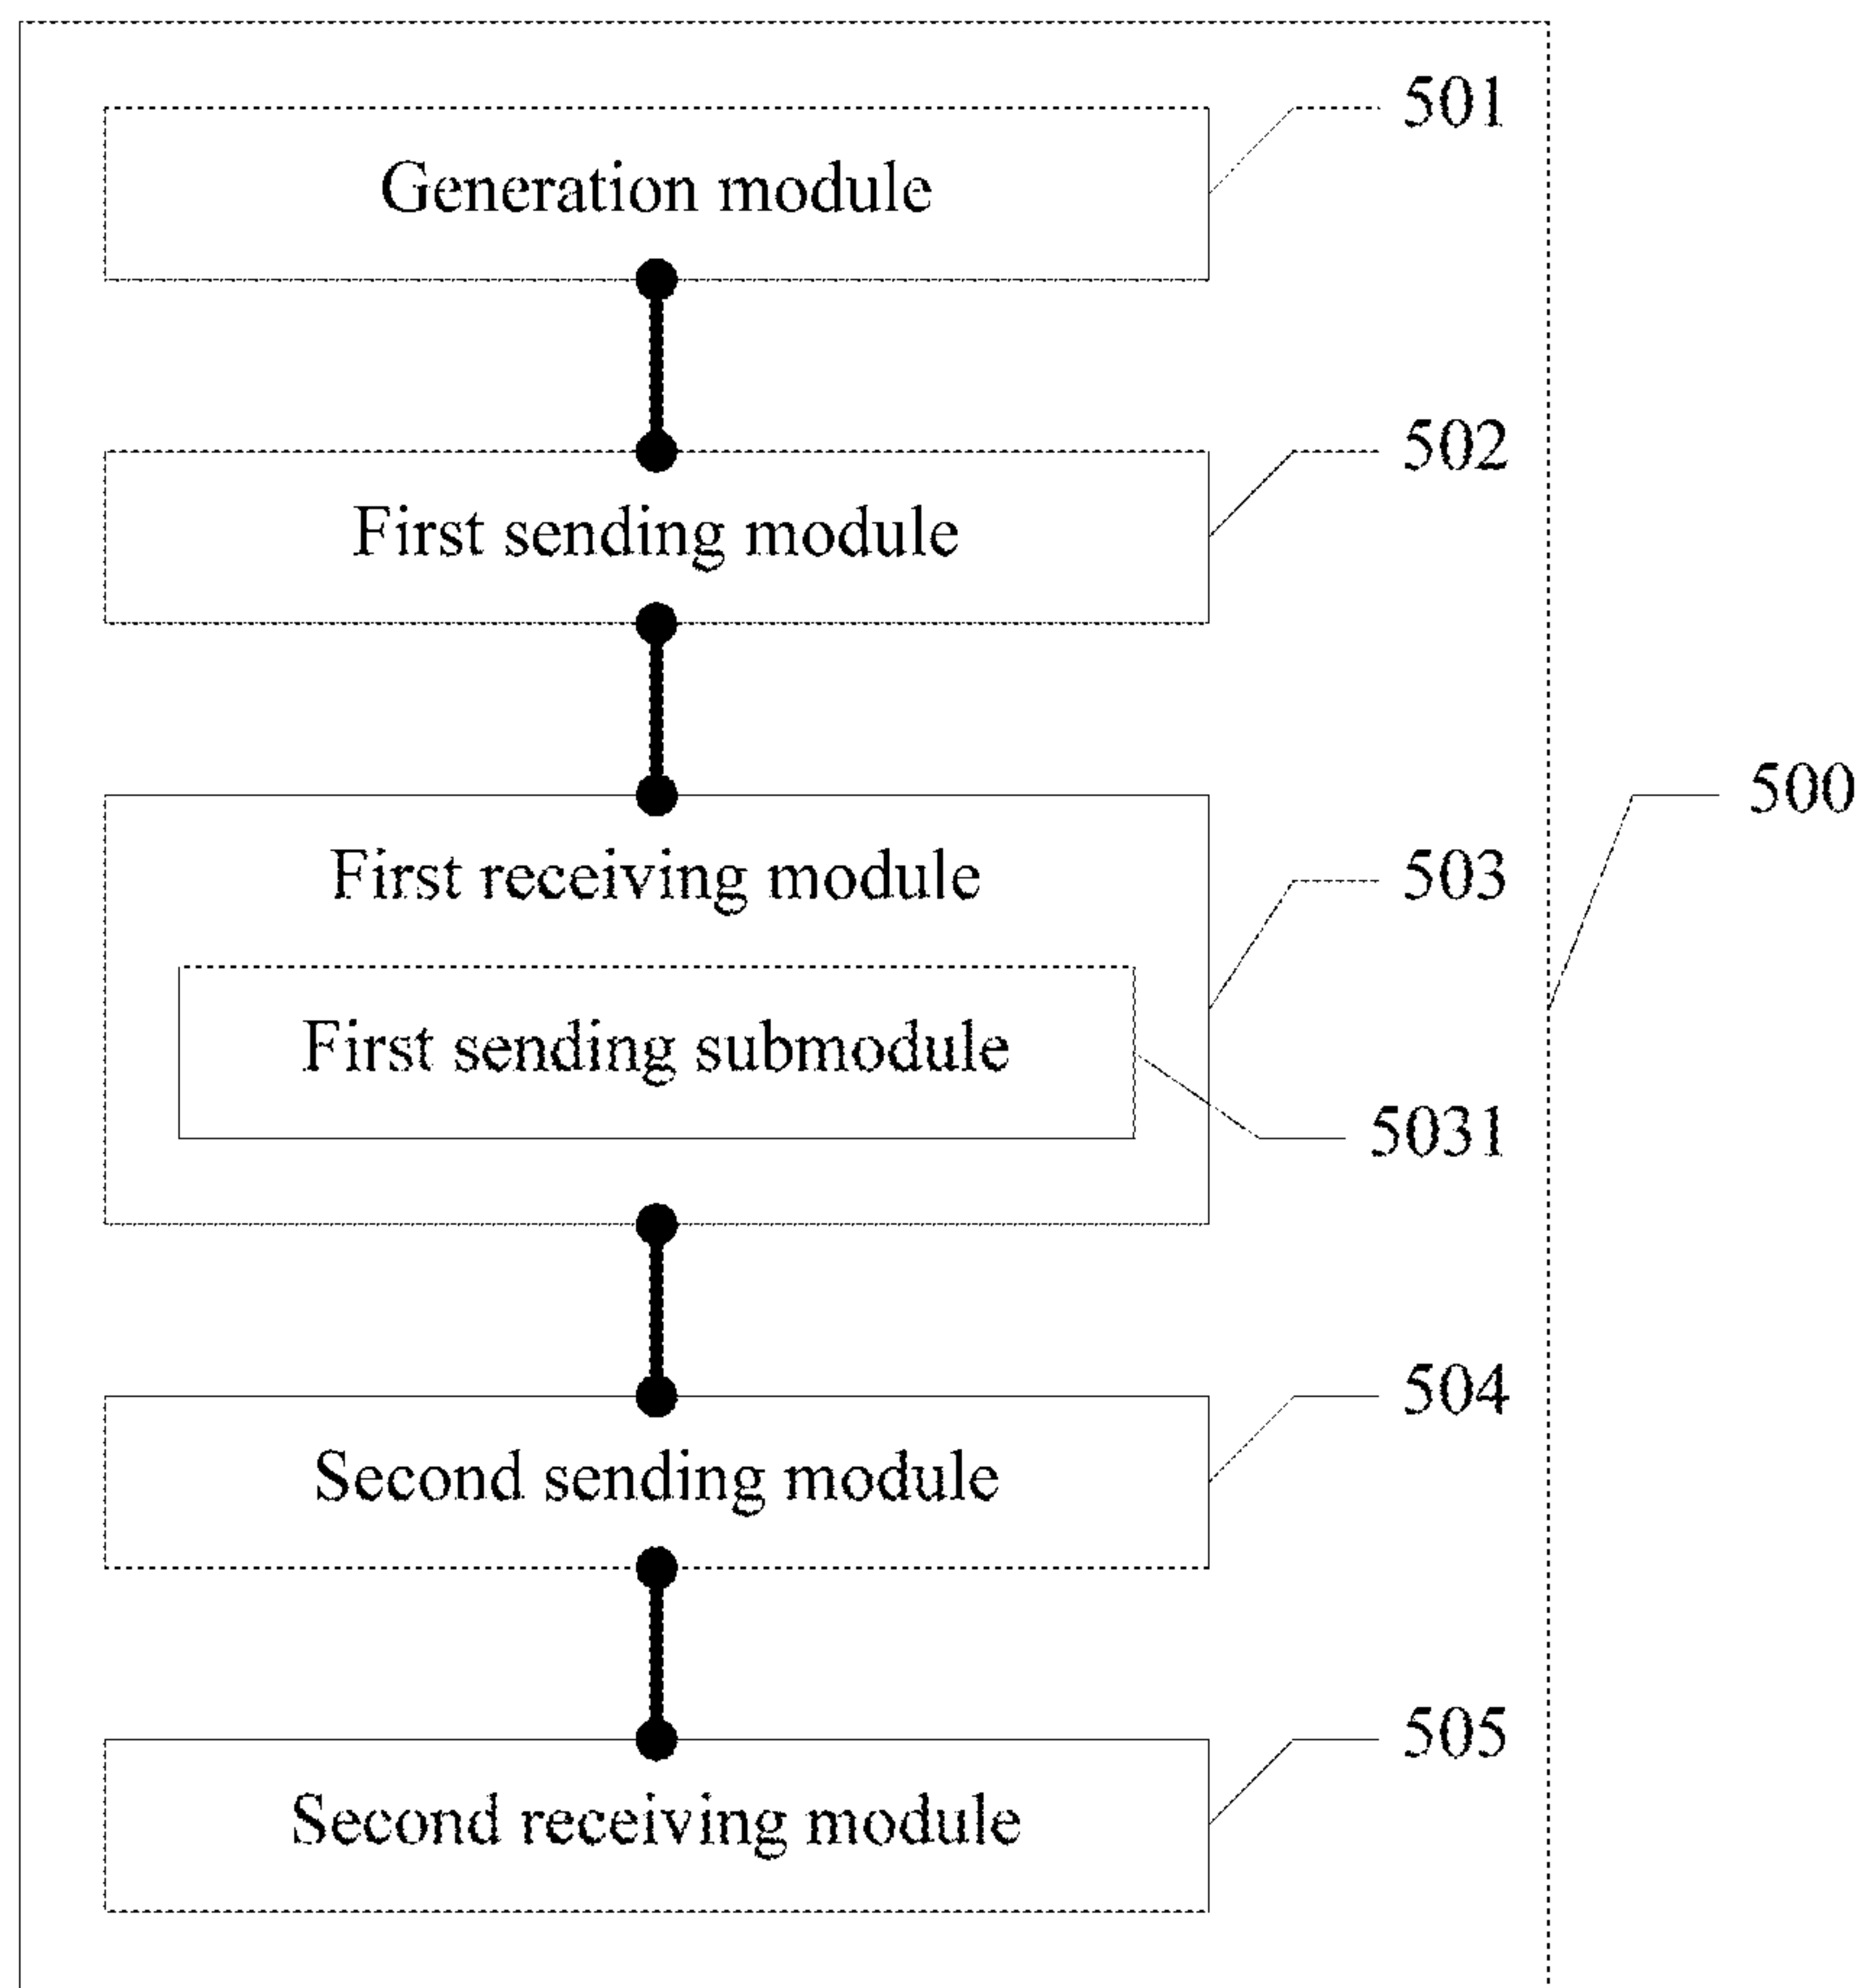 501
Generation module
502
First sending module
500
First receiving module
503
First sending submodule
5031
504
Second sending module
505
Second receiving module